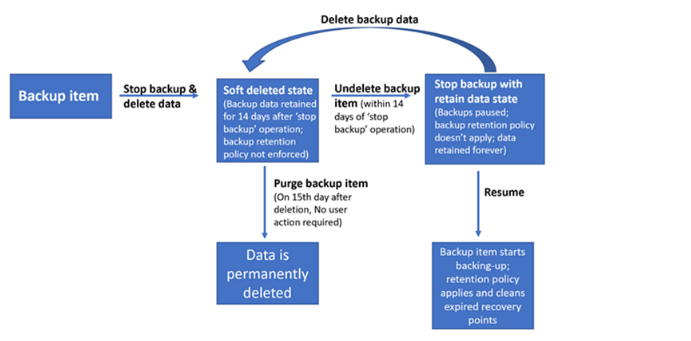 Delete backup data
Backup item
Stop backup &
delete data
Soft deleted state
(Backup data retained
for 14 days after ‘stop
backup’ operation;
backup retention
policy not enforced)
Undelete backup
item (within 14
days of ‘stop
backup’ operation)
Stop backup with
retain data state
(Backups paused;
backup retention policy
doesn’t apply; data
retained forever)
Purge backup item
(On 15th day after
deletion, No user
action required)
Resume
Data is
permanently
deleted
Backup item starts
backing-up;
retention policy
applies and cleans
expired recovery
points